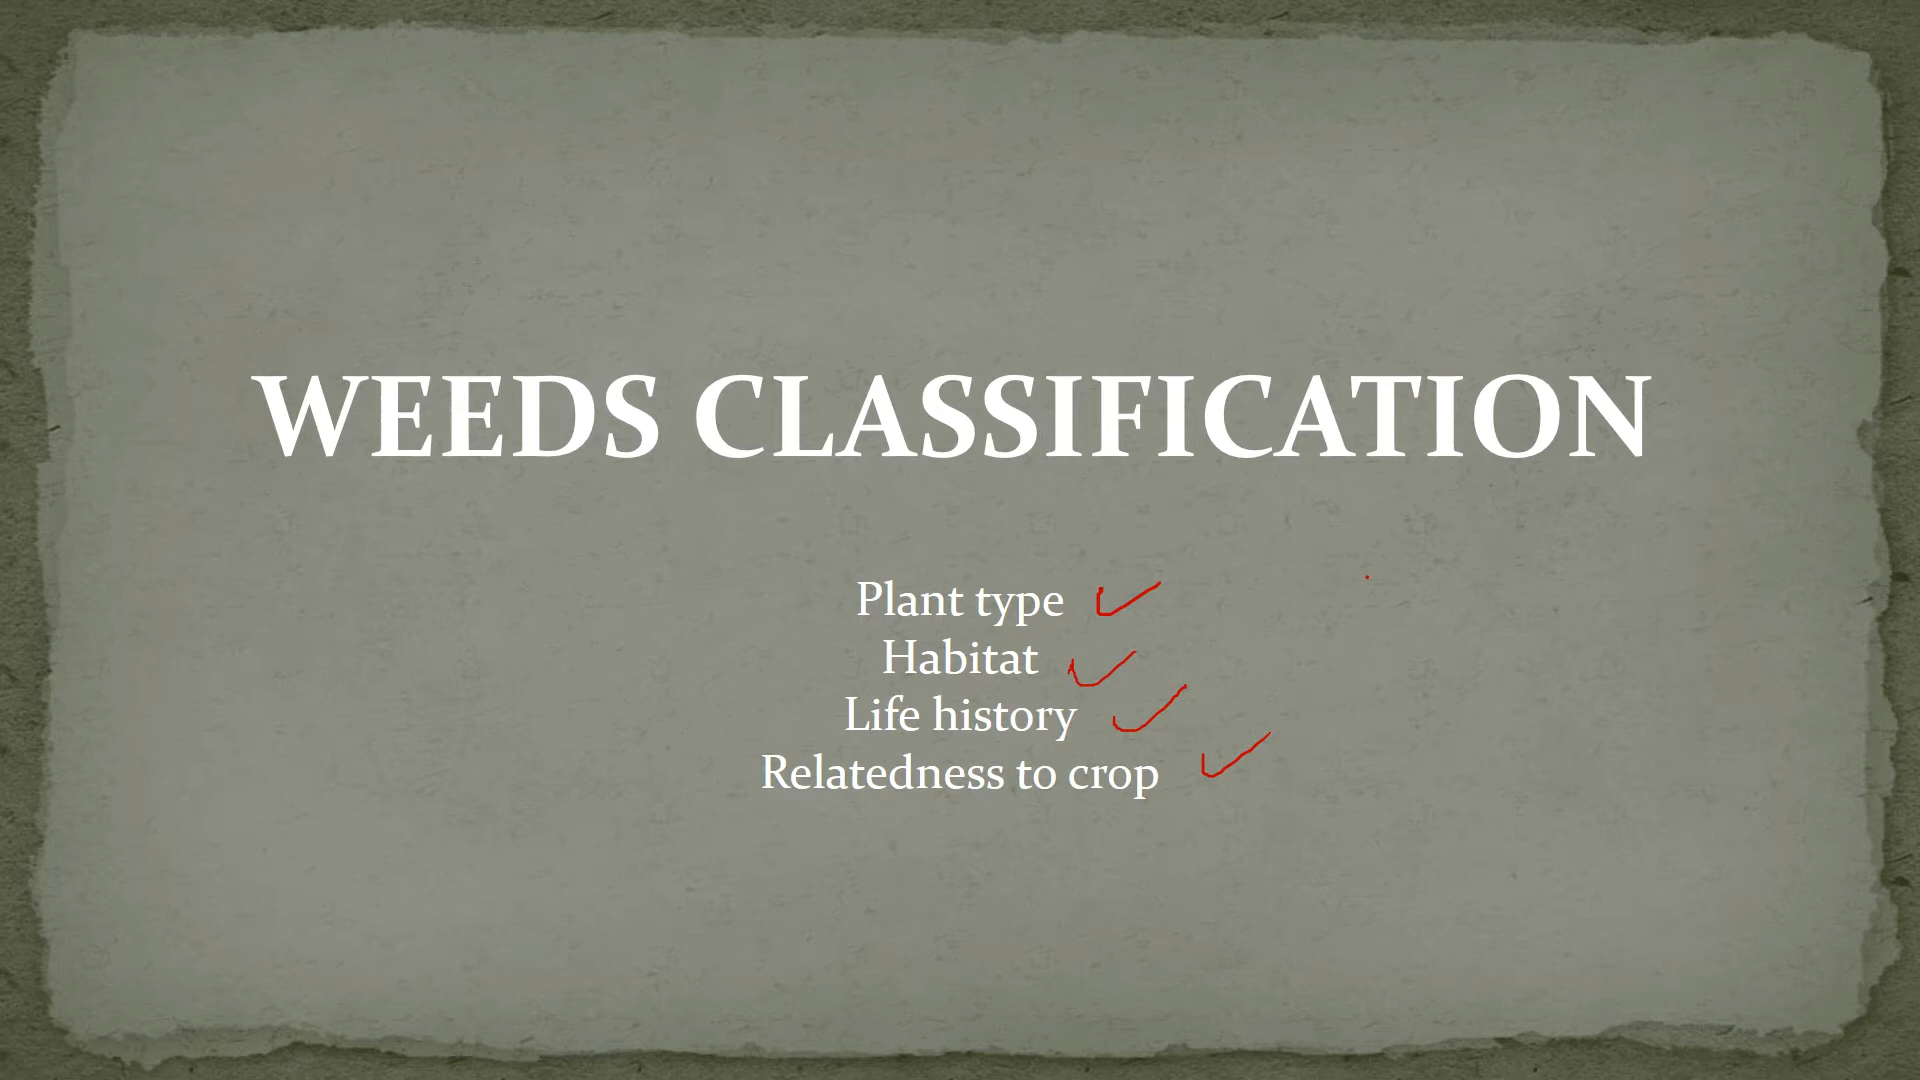 WEEDS CLASSIFICATION
Plant type
Habitat
Life history
Relatedness to crop